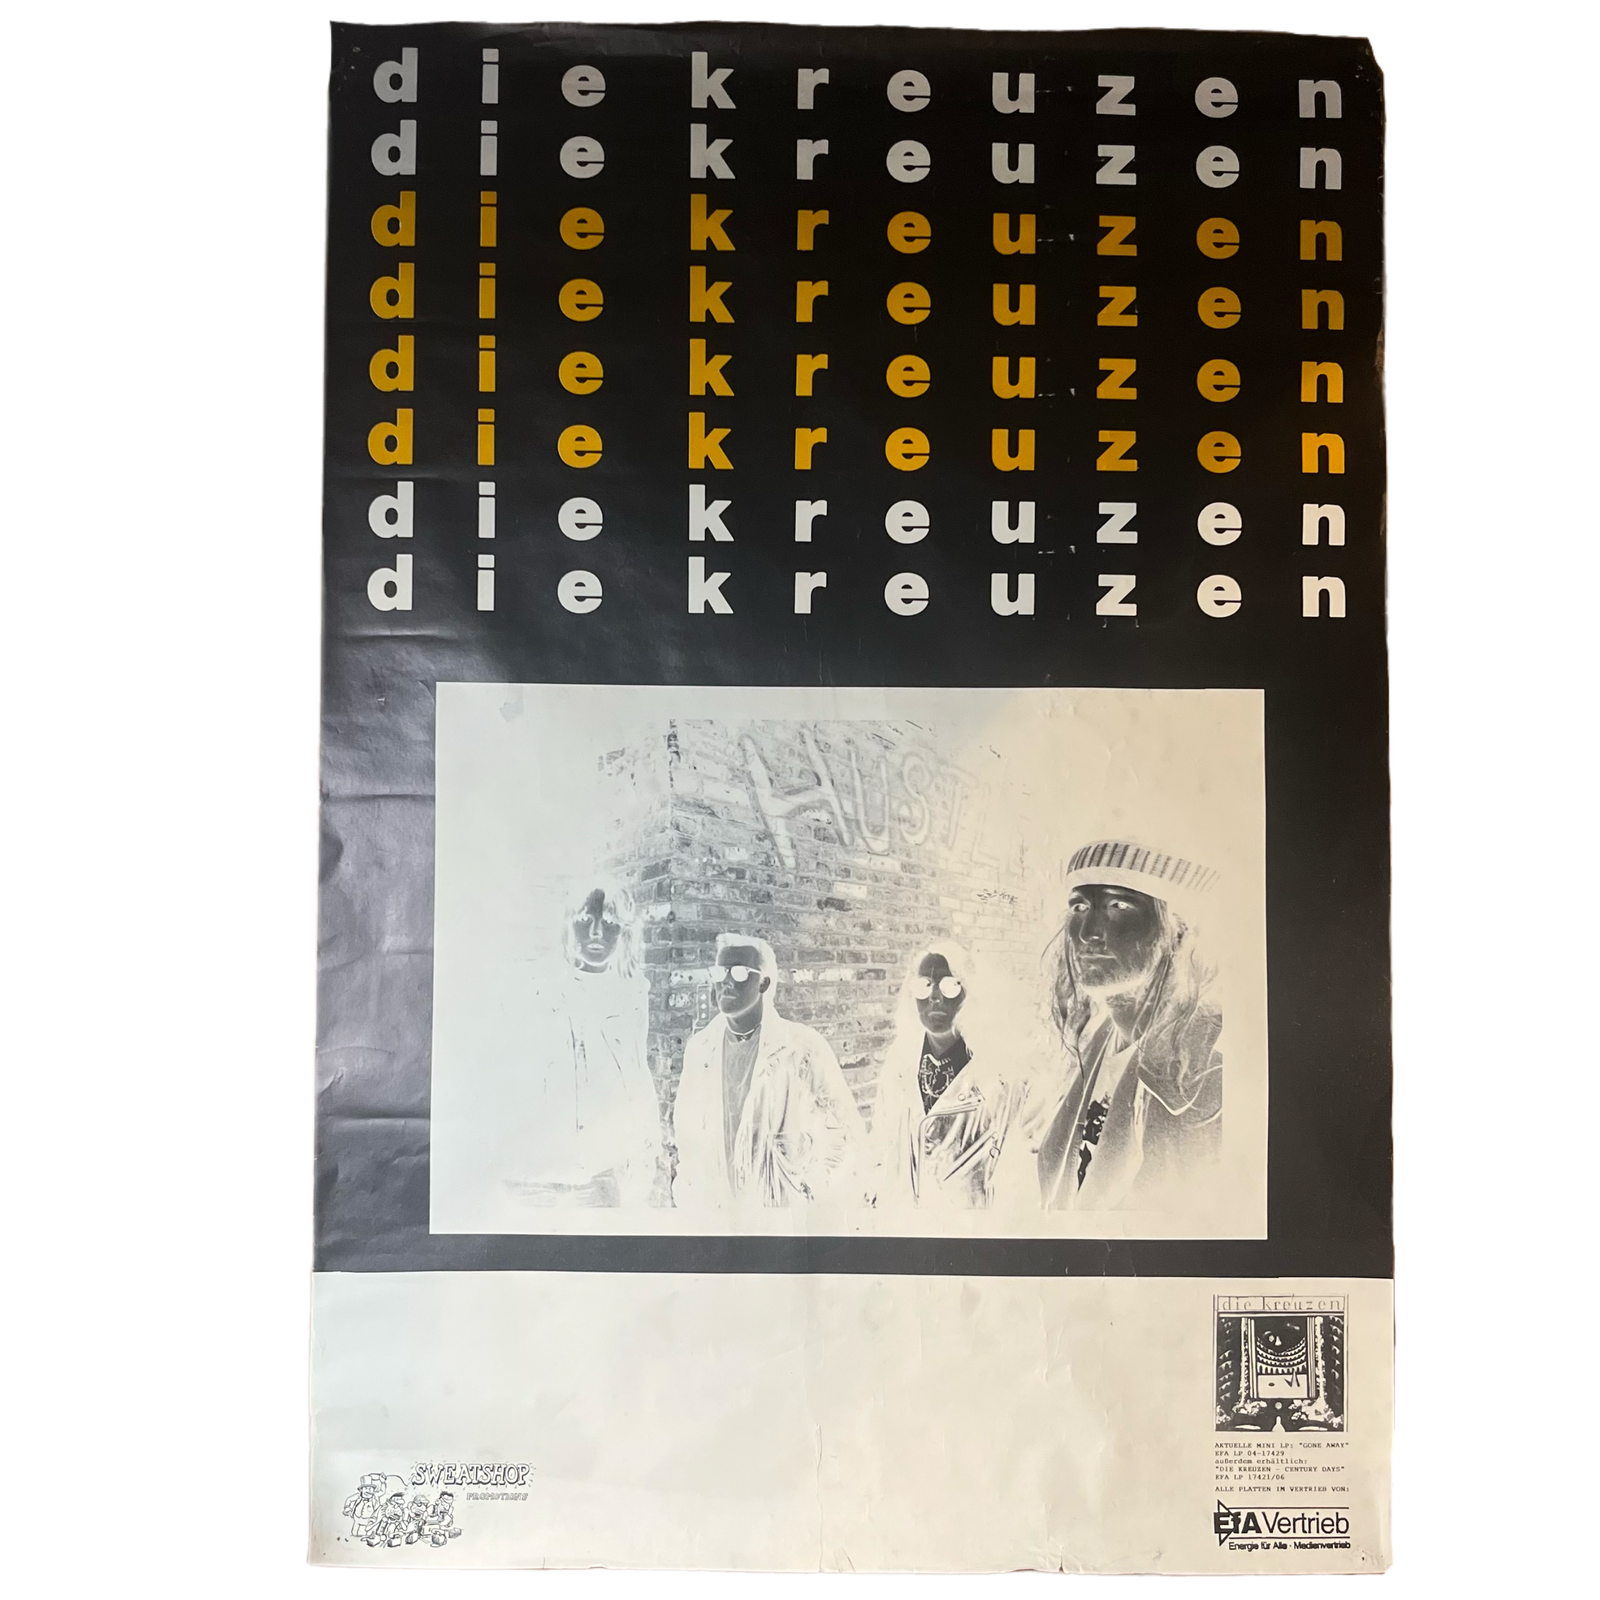 die kreuzen
die kreuzen
die kreuzen
die kreuzen
die kreuzen
die kreuzen
die kreuzen
die kreuzen
HUSTL
die kreuzen
AKTUELLE MINI LP: "GONE AWAY"
EFA LP 04-17429
außerdem erhältlich:
"DIE KREUZEN - CENTURY DAYS"
EFA LP 17421/06
ALLE PLATTEN IM VERTRIEB VON:
EfA Vertrieb
Energie für Alle · Medienvertrieb
SWEATSHOP
PROMOTIONS